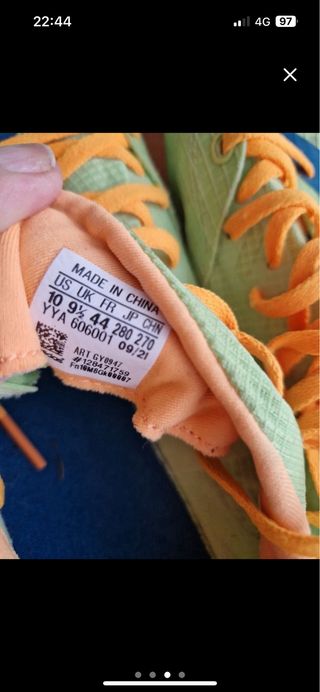 22:44
4G 97
MADE IN CHINA
US UK FR JP CHN
10 9½ 44 280 270
YYA 606001 09/21
ART GY0947
#128471759